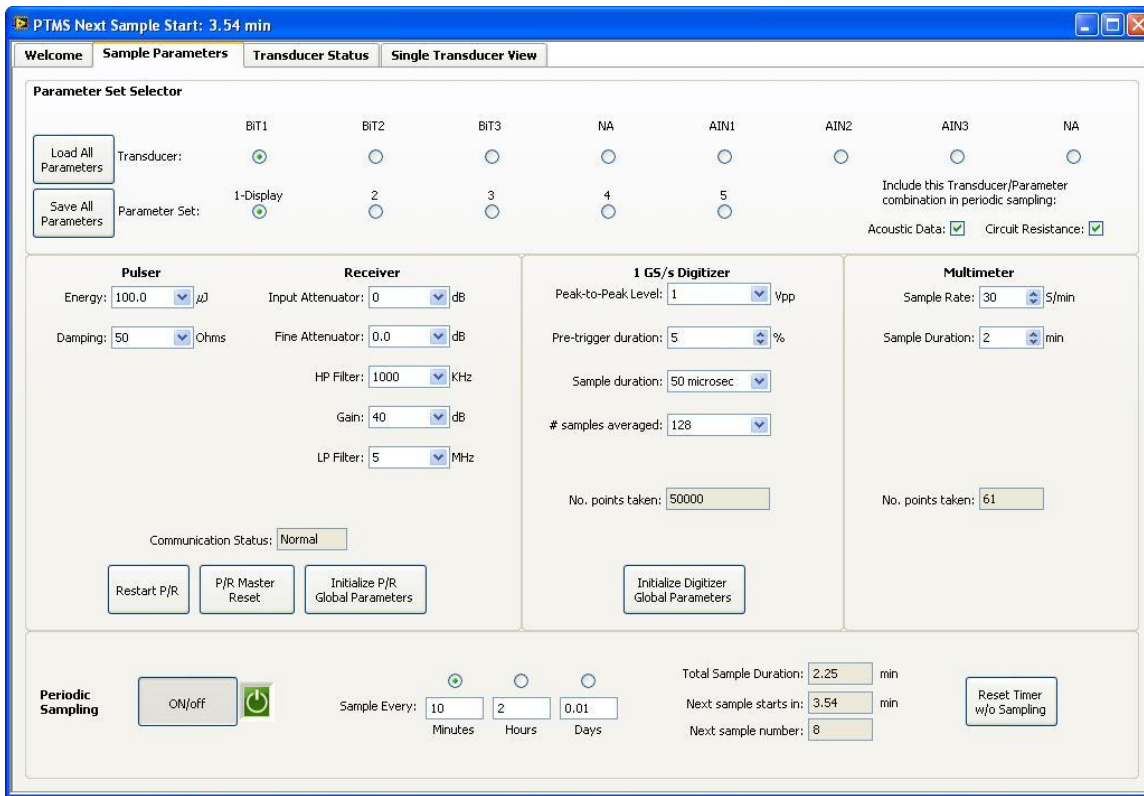 PTMS Next Sample Start: 3.54 min
Welcome Sample Parameters Transducer Status Single Transducer View
Parameter Set Selector
BiT1 BiT2 BiT3 NA AIN1 AIN2 AIN3 NA
Load All Parameters
Transducer:
Save All Parameters
Parameter Set:
1-Display 2 3 4 5
Include this Transducer/Parameter
combination in periodic sampling:
Acoustic Data: Circuit Resistance:
Pulser
Energy: 100.0 µJ
Damping: 50 Ohms
Receiver
Input Attenuator: 0 dB
Fine Attenuator: 0.0 dB
HP Filter: 1000 KHz
Gain: 40 dB
LP Filter: 5 MHz
Communication Status: Normal
Restart P/R
P/R Master
Reset
Initialize P/R
Global Parameters
1 GS/s Digitizer
Peak-to-Peak Level: 1 Vpp
Pre-trigger duration: 5 %
Sample duration: 50 microsec
# samples averaged: 128
No. points taken: 50000
Initialize Digitizer
Global Parameters
Multimeter
Sample Rate: 30 S/min
Sample Duration: 2 min
No. points taken: 61
Periodic
Sampling
ON/off
Sample Every: 10 2 0.01
Minutes Hours Days
Total Sample Duration: 2.25 min
Next sample starts in: 3.54 min
Next sample number: 8
Reset Timer
w/o Sampling